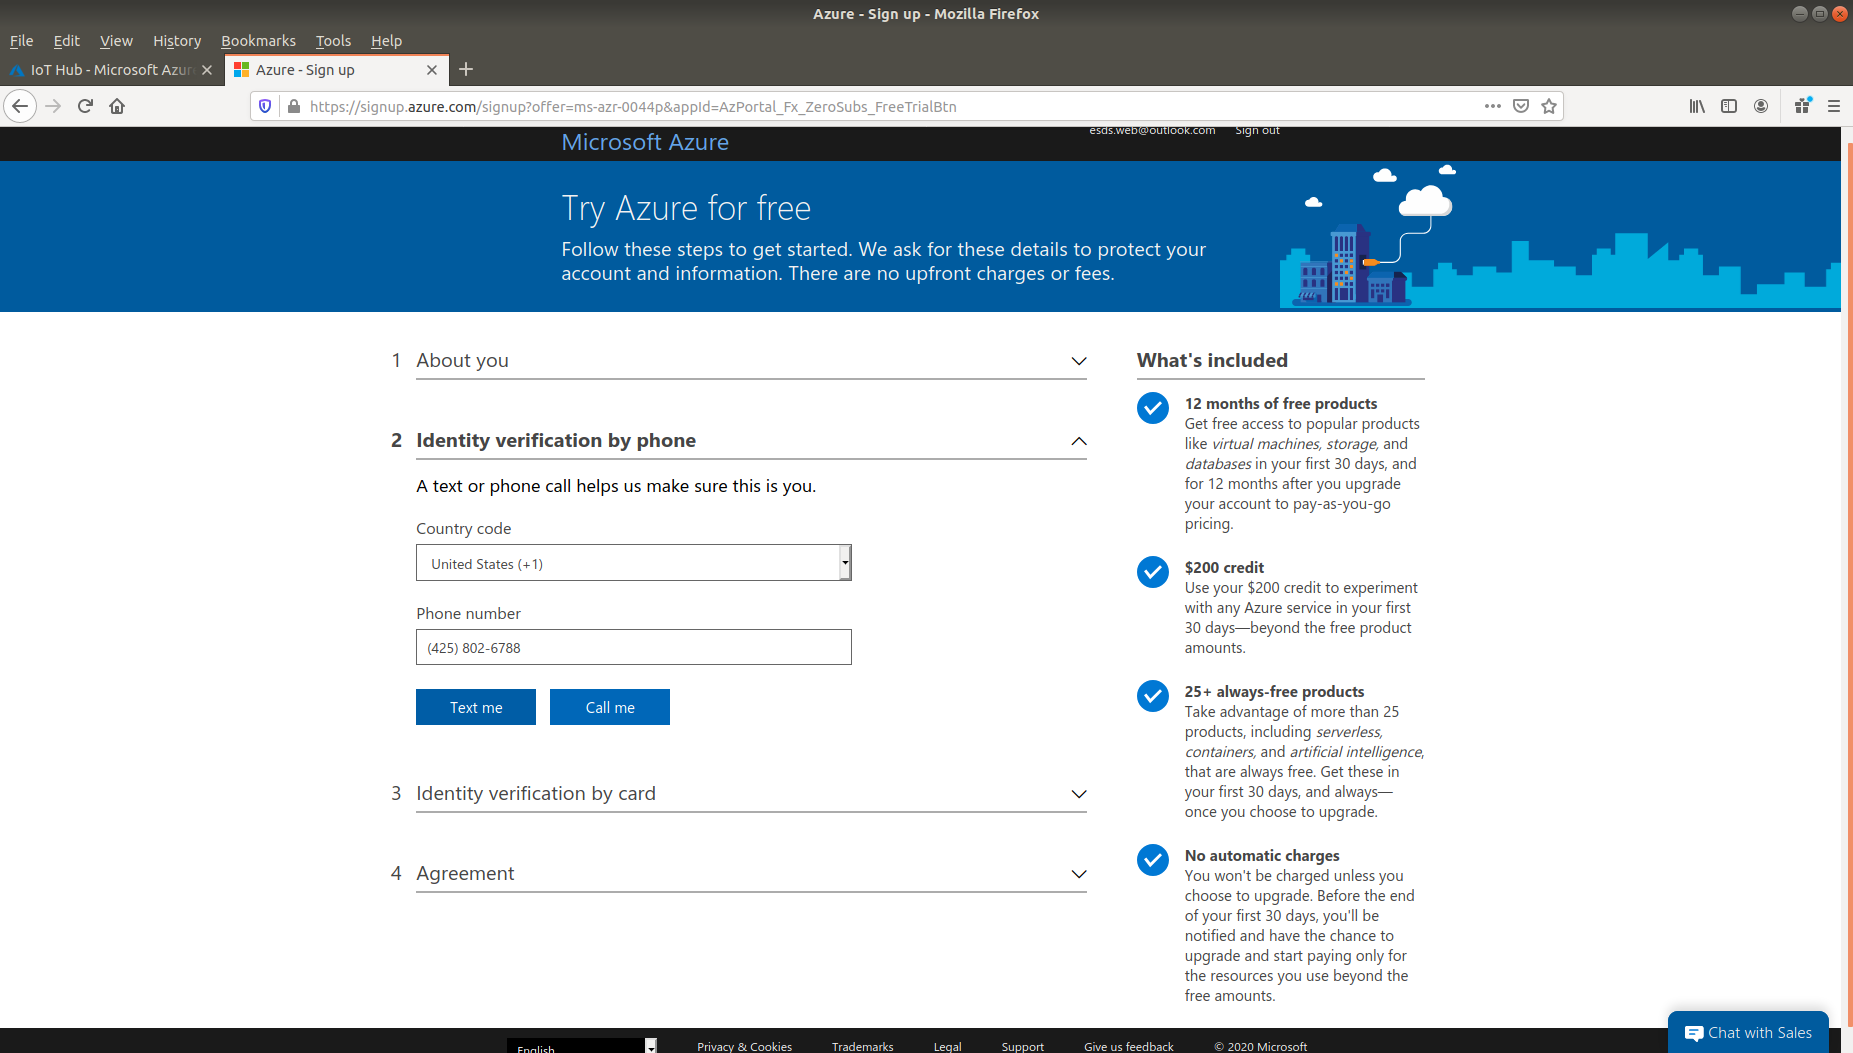 Azure - Sign up - Mozilla Firefox
File Edit View History Bookmarks Tools Help
IoT Hub - Microsoft Azur
Azure - Sign up
https://signup.azure.com/signup?offer=ms-azr-0044p&appId=AzPortal_Fx_ZeroSubs_FreeTrialBtn
Microsoft Azure
esds.web@outlook.com Sign out
Try Azure for free
Follow these steps to get started. We ask for these details to protect your
account and information. There are no upfront charges or fees.
1 About you
2 Identity verification by phone
A text or phone call helps us make sure this is you.
Country code
United States (+1)
Phone number
(425) 802-6788
Text me Call me
3 Identity verification by card
4 Agreement
What's included
12 months of free products
Get free access to popular products
like virtual machines, storage, and
databases in your first 30 days, and
for 12 months after you upgrade
your account to pay-as-you-go
pricing.
$200 credit
Use your $200 credit to experiment
with any Azure service in your first
30 days—beyond the free product
amounts.
25+ always-free products
Take advantage of more than 25
products, including serverless,
containers, and artificial intelligence,
that are always free. Get these in
your first 30 days, and always—
once you choose to upgrade.
No automatic charges
You won't be charged unless you
choose to upgrade. Before the end
of your first 30 days, you'll be
notified and have the chance to
upgrade and start paying only for
the resources you use beyond the
free amounts.
Chat with Sales
English
Privacy & Cookies Trademarks Legal Support Give us feedback © 2020 Microsoft